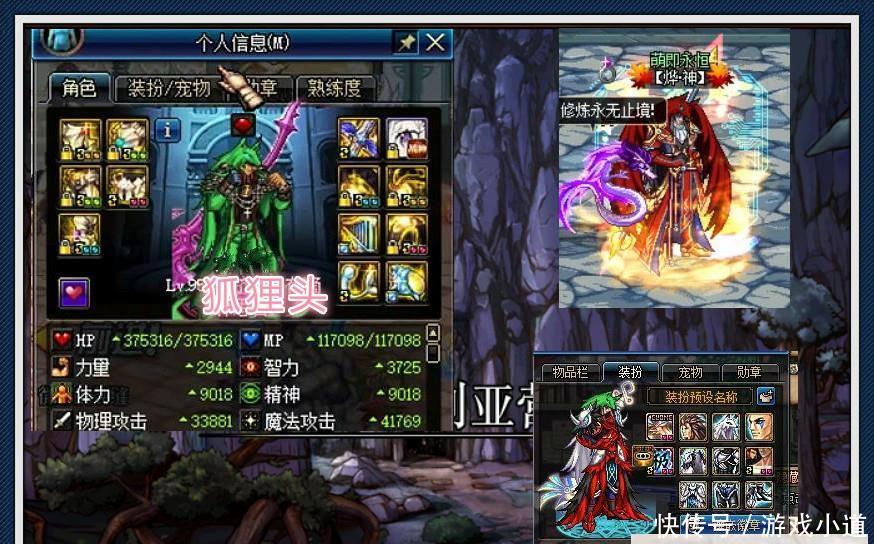 个人信息(M)
角色
装扮/宠物
勋章
熟练度
萌即永恒
【烨·神】
修炼永无止境!
Lv.95
狐狸头
HP 375316/375316 MP 117098/117098
力量 2944 智力 3725
体力 9018 精神 9018
物理攻击 33881 魔法攻击 41769
物品栏 装扮 宠物 勋章
装扮预设名称
快传号 / 游戏小道